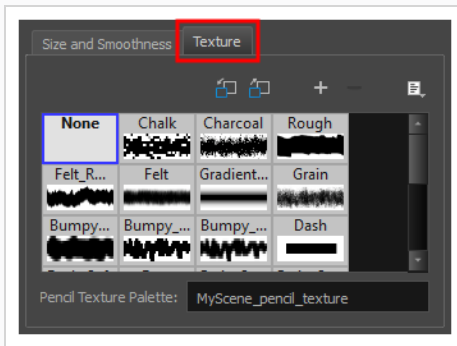 Size and Smoothness Texture
None Chalk Charcoal Rough
Felt_R... Felt Gradient... Grain
Bumpy... Bumpy_... Bumpy_... Dash
Pencil Texture Palette: MyScene_pencil_texture